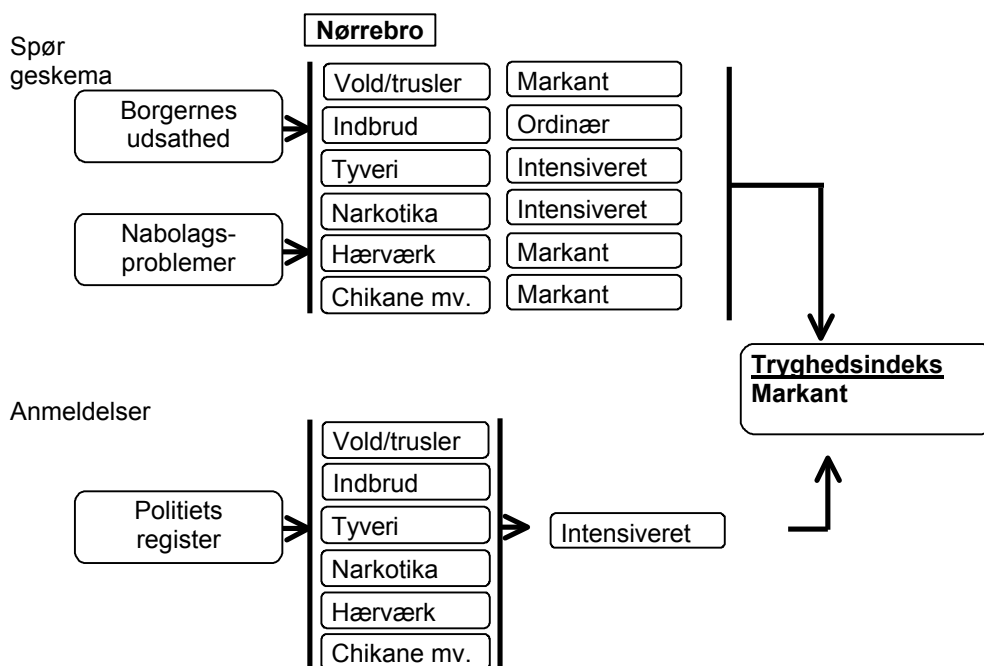 Nørrebro
Spør
geskema
Borgernes
udsathed
Nabolags-
problemer
Vold/trusler
Markant
Indbrud
Ordinær
Tyveri
Intensiveret
Narkotika
Intensiveret
Hærværk
Markant
Chikane mv.
Markant
Tryghedsindeks
Markant
Anmeldelser
Politiets
register
Vold/trusler
Indbrud
Tyveri
Narkotika
Hærværk
Chikane mv.
Intensiveret